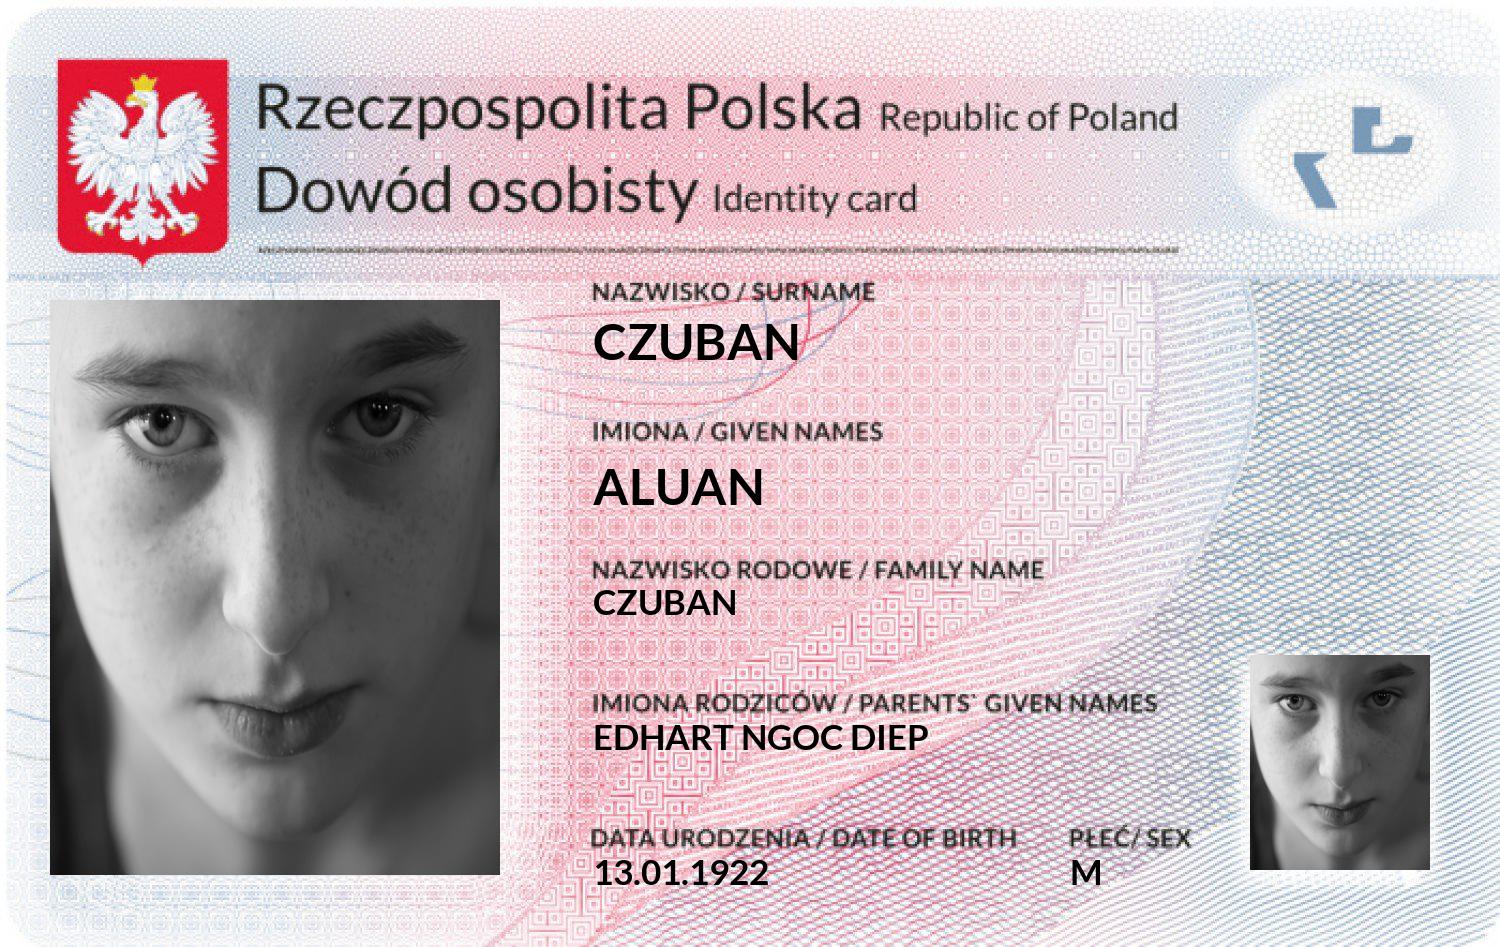 Rzeczpospolita Polska Republic of Poland
Dowód osobisty Identity card
NAZWISKO / SURNAME
CZUBAN
IMIONA / GIVEN NAMES
ALUAN
NAZWISKO RODOWE / FAMILY NAME
CZUBAN
IMIONA RODZICÓW / PARENTS` GIVEN NAMES
EDHART NGOC DIEP
DATA URODZENIA / DATE OF BIRTH PŁEĆ/ SEX
13.01.1922 M